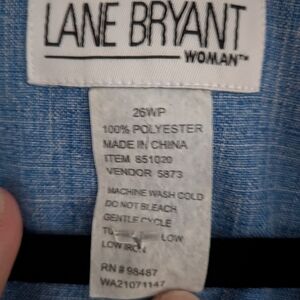 LANE BRYANT
WOMAN™
26WP
100% POLYESTER
MADE IN CHINA
ITEM 651020
VENDOR 5873
MACHINE WASH COLD
DO NOT BLEACH
GENTLE CYCLE
LOW
LOW IRON
RN # 98487
WA21071147